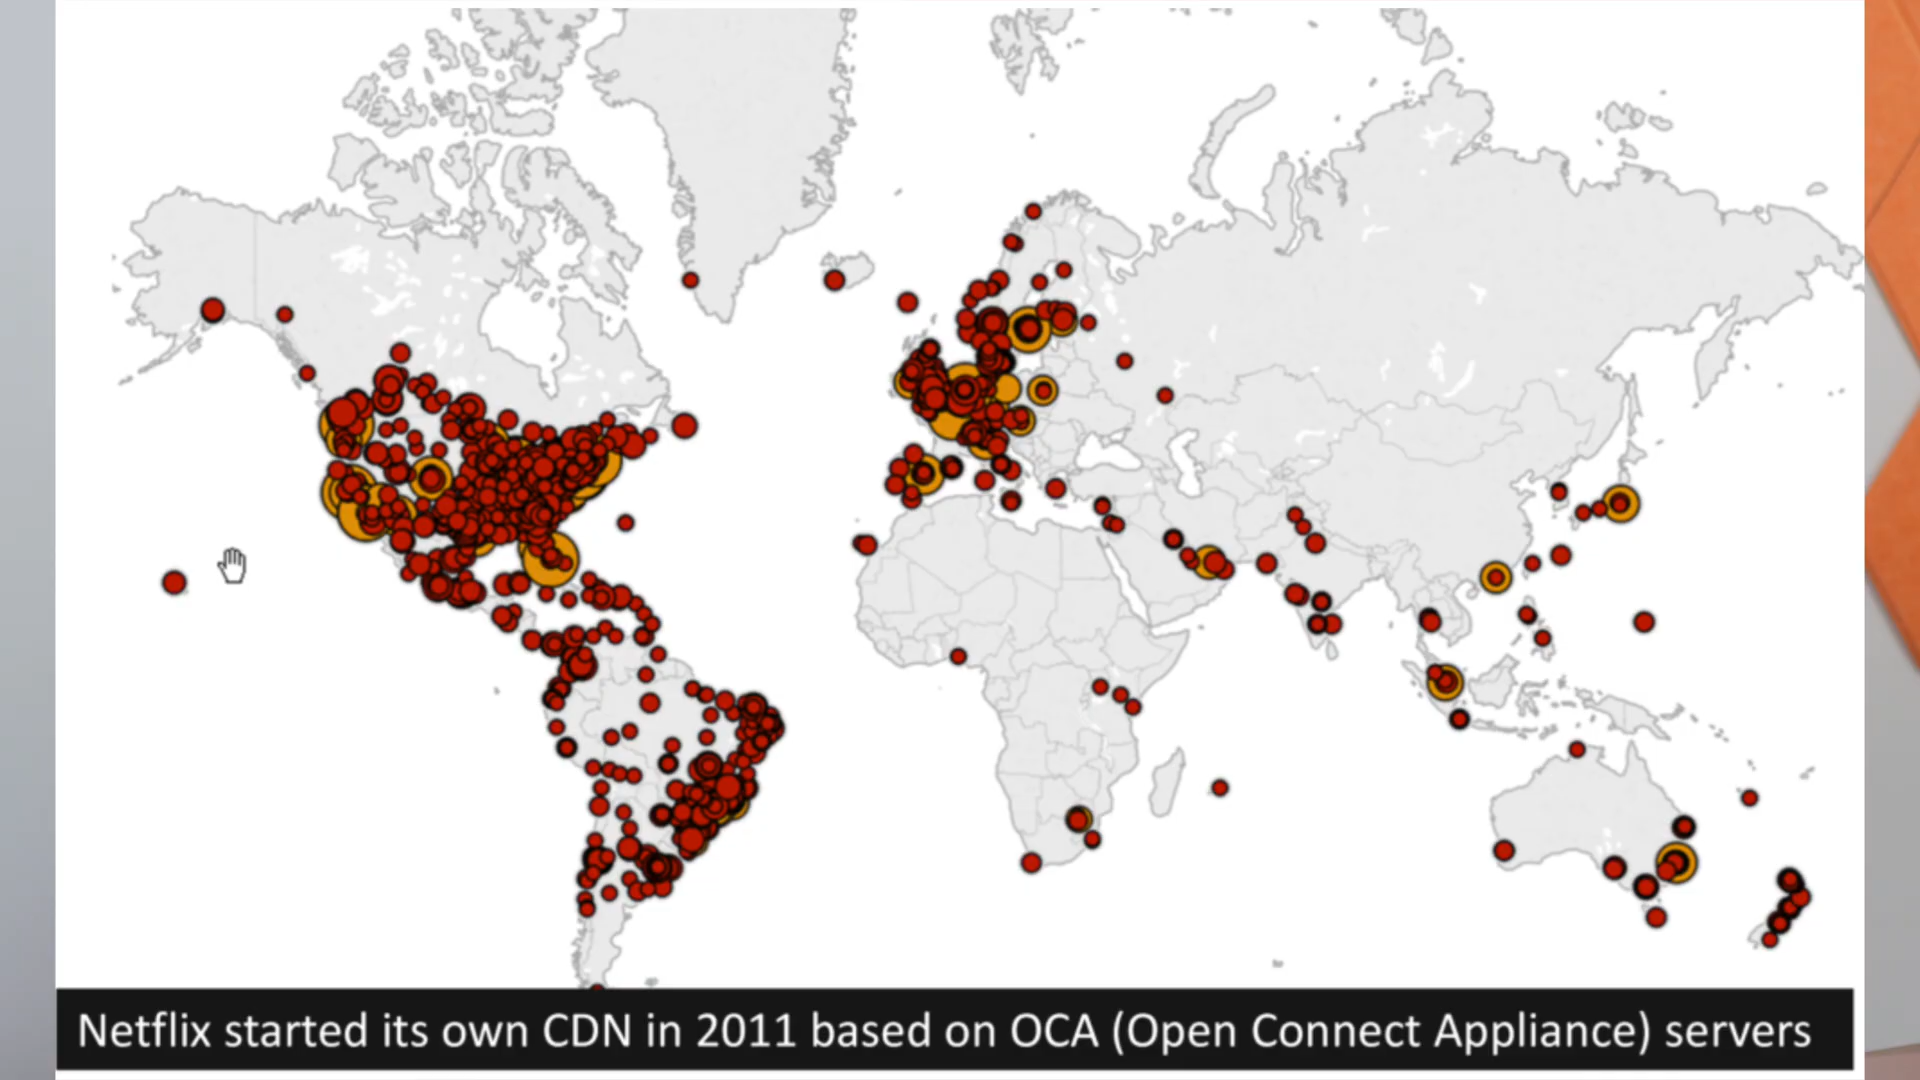 Netflix started its own CDN in 2011 based on OCA (Open Connect Appliance) servers